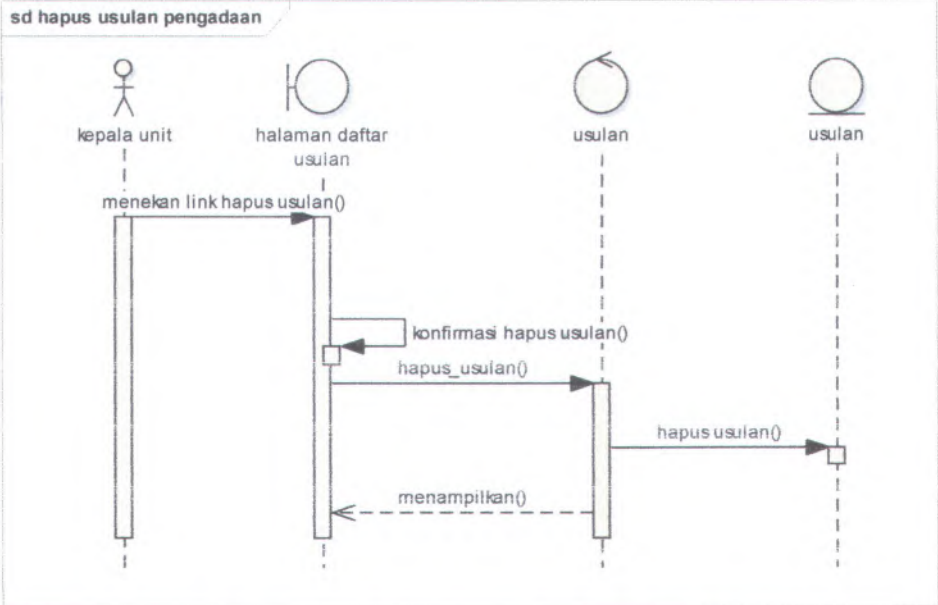 sd hapus usulan pengadaan
kepala unit
halaman daftar
usulan
usulan
usulan
menekan link hapus usulan()
konfirmasi hapus usulan()
hapus_usulan()
hapus usulan()
menampilkan()